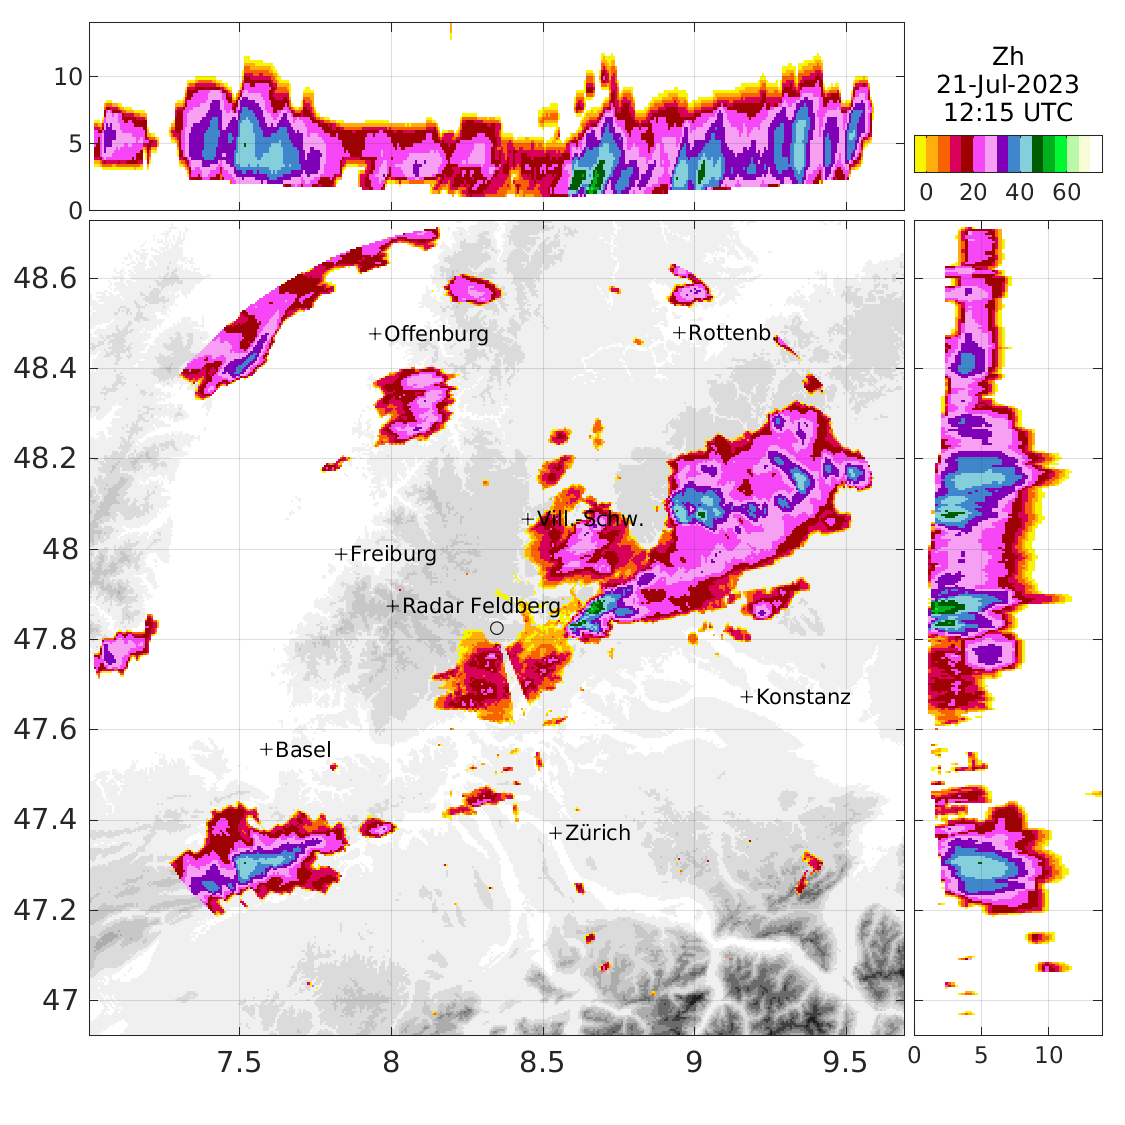 Zh
21-Jul-2023
12:15 UTC
0 20 40 60
10
5
0
48.6
48.4
48.2
48
47.8
47.6
47.4
47.2
47
+Offenburg
+Rottenb.
+Vill.-Schw.
+Freiburg
+Radar Feldberg
+Konstanz
+Basel
+Zürich
7.5 8 8.5 9 9.5
0 5 10